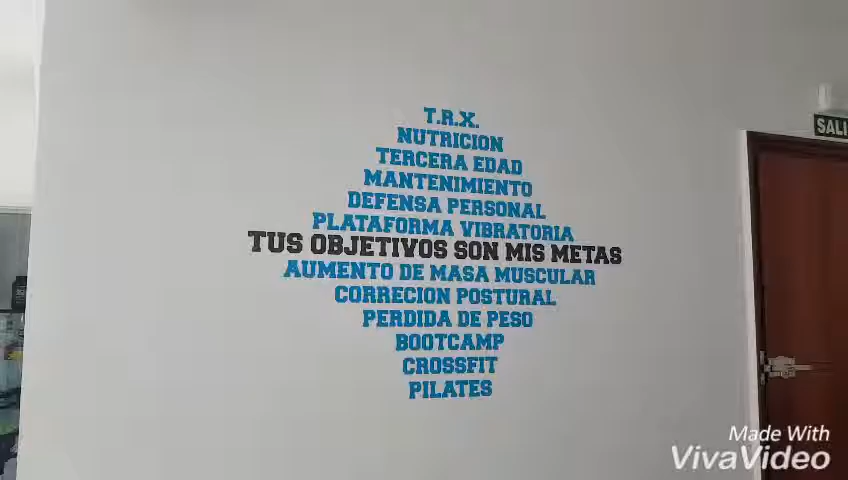 T.R.X.
NUTRICION
TERCERA EDAD
MANTENIMIENTO
DEFENSA PERSONAL
PLATAFORMA VIBRATORIA
TUS OBJETIVOS SON MIS METAS
AUMENTO DE MASA MUSCULAR
CORRECION POSTURAL
PERDIDA DE PESO
BOOTCAMP
CROSSFIT
PILATES
SALI
Made With
VivaVideo